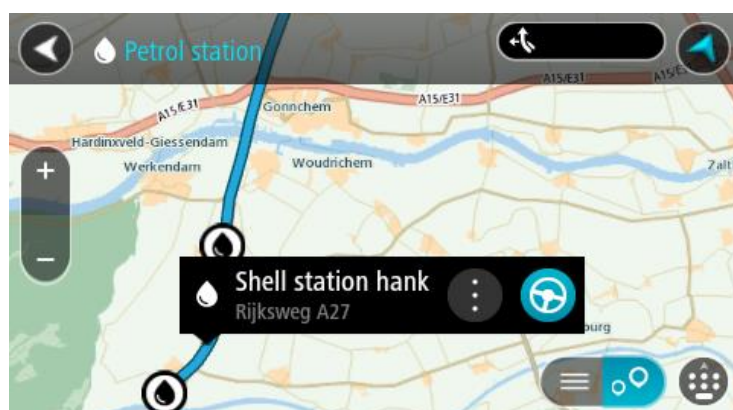 Petrol station
A15/E31
A15/E31
A15/E31
Gonnchem
Hardinxveld-Giessendam
Werkendam
Woudrichem
Zalt
Shell station hank
Rijksweg A27
burg